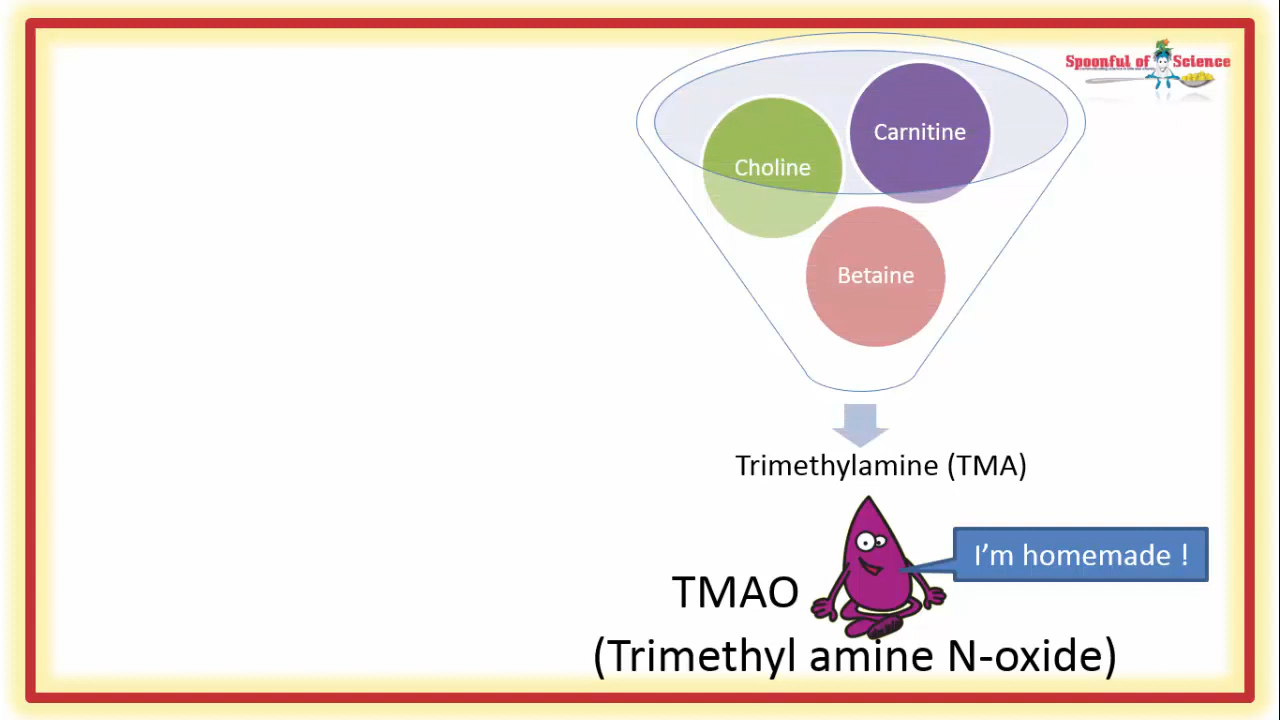 Spoonful of Science
Carnitine
Choline
Betaine
Trimethylamine (TMA)
I'm homemade !
TMAO
(Trimethyl amine N-oxide)